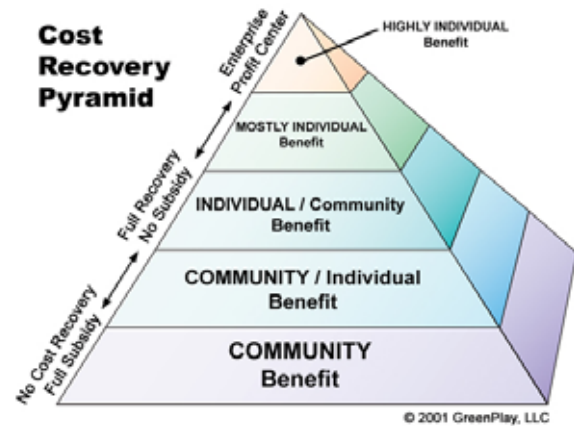 Cost
Recovery
Pyramid
Enterprise
Profit Center
HIGHLY INDIVIDUAL
Benefit
MOSTLY INDIVIDUAL
Benefit
Full Recovery
No Subsidy
INDIVIDUAL / Community
Benefit
COMMUNITY / Individual
Benefit
No Cost Recovery
Full Subsidy
COMMUNITY
Benefit
© 2001 GreenPlay, LLC